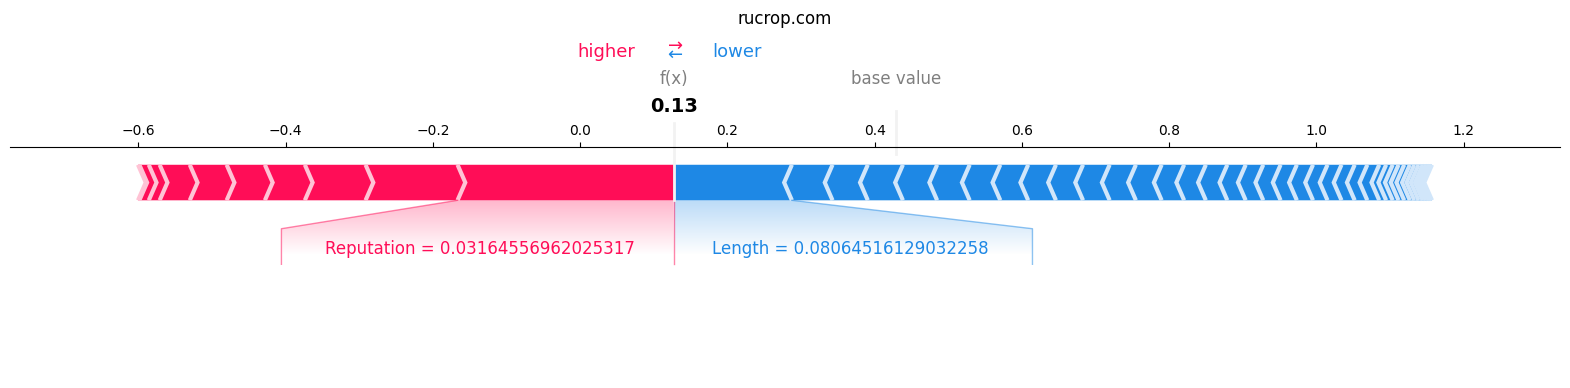 rucrop.com
higher ⇄ lower
f(x) base value
0.13
−0.6 −0.4 −0.2 0.0 0.2 0.4 0.6 0.8 1.0 1.2
Reputation = 0.03164556962025317 Length = 0.08064516129032258